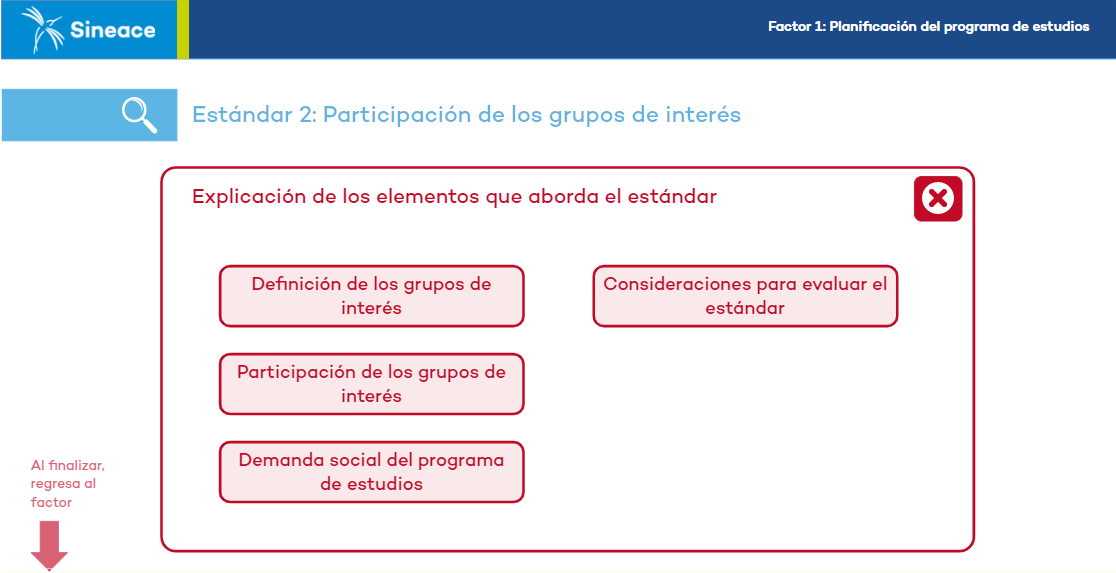 Sineace
Factor 1: Planificación del programa de estudios
Estándar 2: Participación de los grupos de interés
Explicación de los elementos que aborda el estándar
Definición de los grupos de
interés
Consideraciones para evaluar el
estándar
Participación de los grupos de
interés
Demanda social del programa
de estudios
Al finalizar,
regresa al
factor